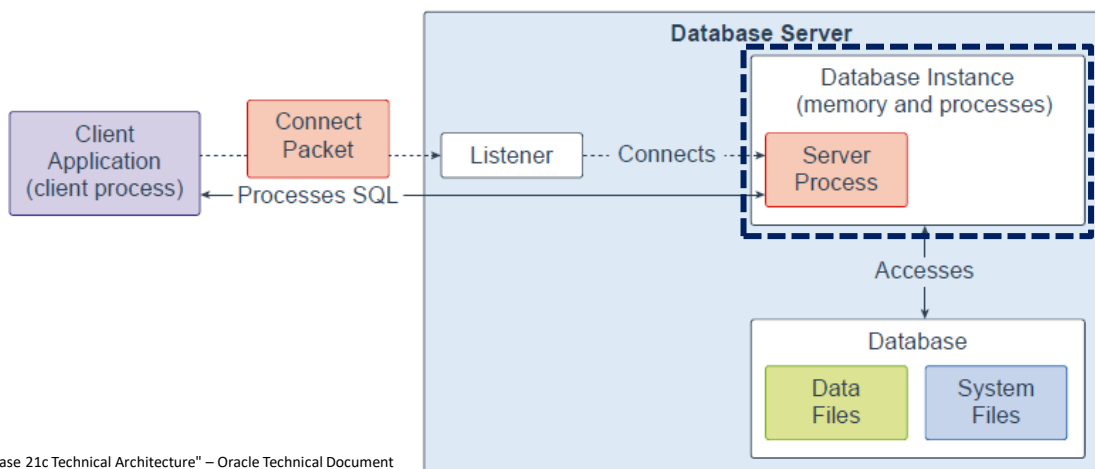 Database Server
Database Instance
(memory and processes)
Client
Application
(client process)
Connect
Packet
Listener
Connects
Server
Process
Processes SQL
Accesses
Database
Data
Files
System
Files
ase 21c Technical Architecture" – Oracle Technical Document